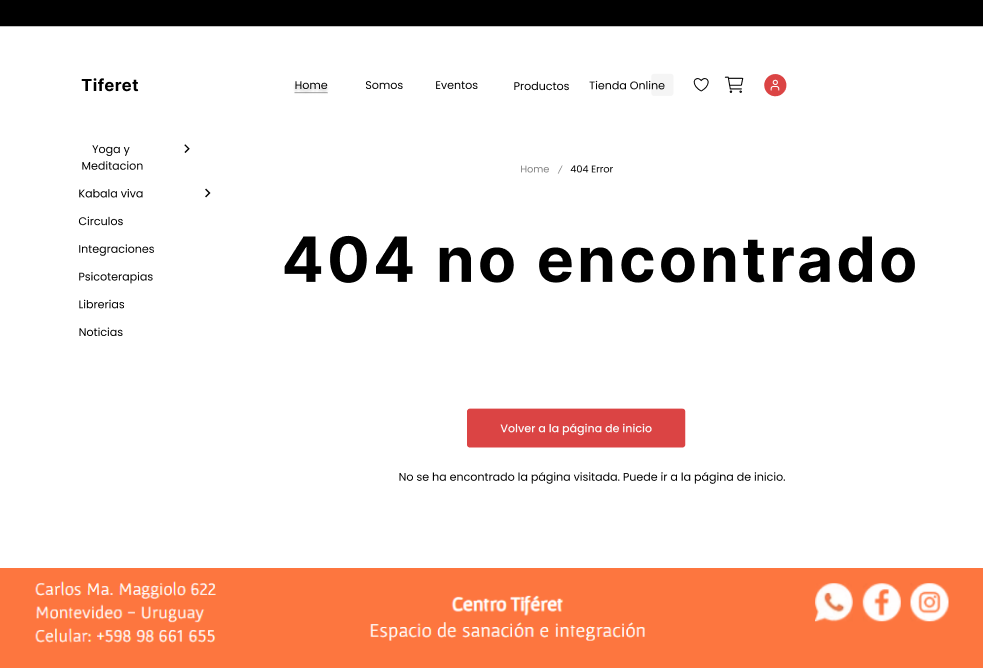 Tiferet
Home Somos Eventos Productos Tienda Online
Yoga y
Meditacion
Kabala viva
Circulos
Integraciones
Psicoterapias
Librerias
Noticias
Home / 404 Error
404 no encontrado
Volver a la página de inicio
No se ha encontrado la página visitada. Puede ir a la página de inicio.
Carlos Ma. Maggiolo 622
Montevideo – Uruguay
Celular: +598 98 661 655
Centro Tiféret
Espacio de sanación e integración